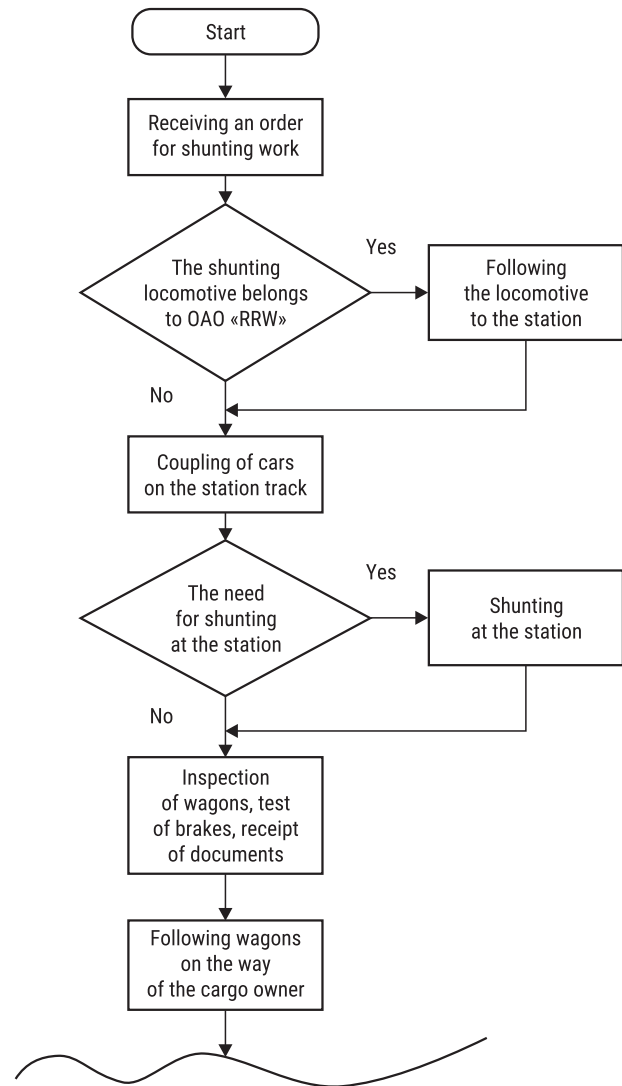 Start
Receiving an order
for shunting work
The shunting
locomotive belongs
to OAO «RRW»
Yes
Following
the locomotive
to the station
No
Coupling of cars
on the station track
The need
for shunting
at the station
Yes
Shunting
at the station
No
Inspection
of wagons, test
of brakes, receipt
of documents
Following wagons
on the way
of the cargo owner